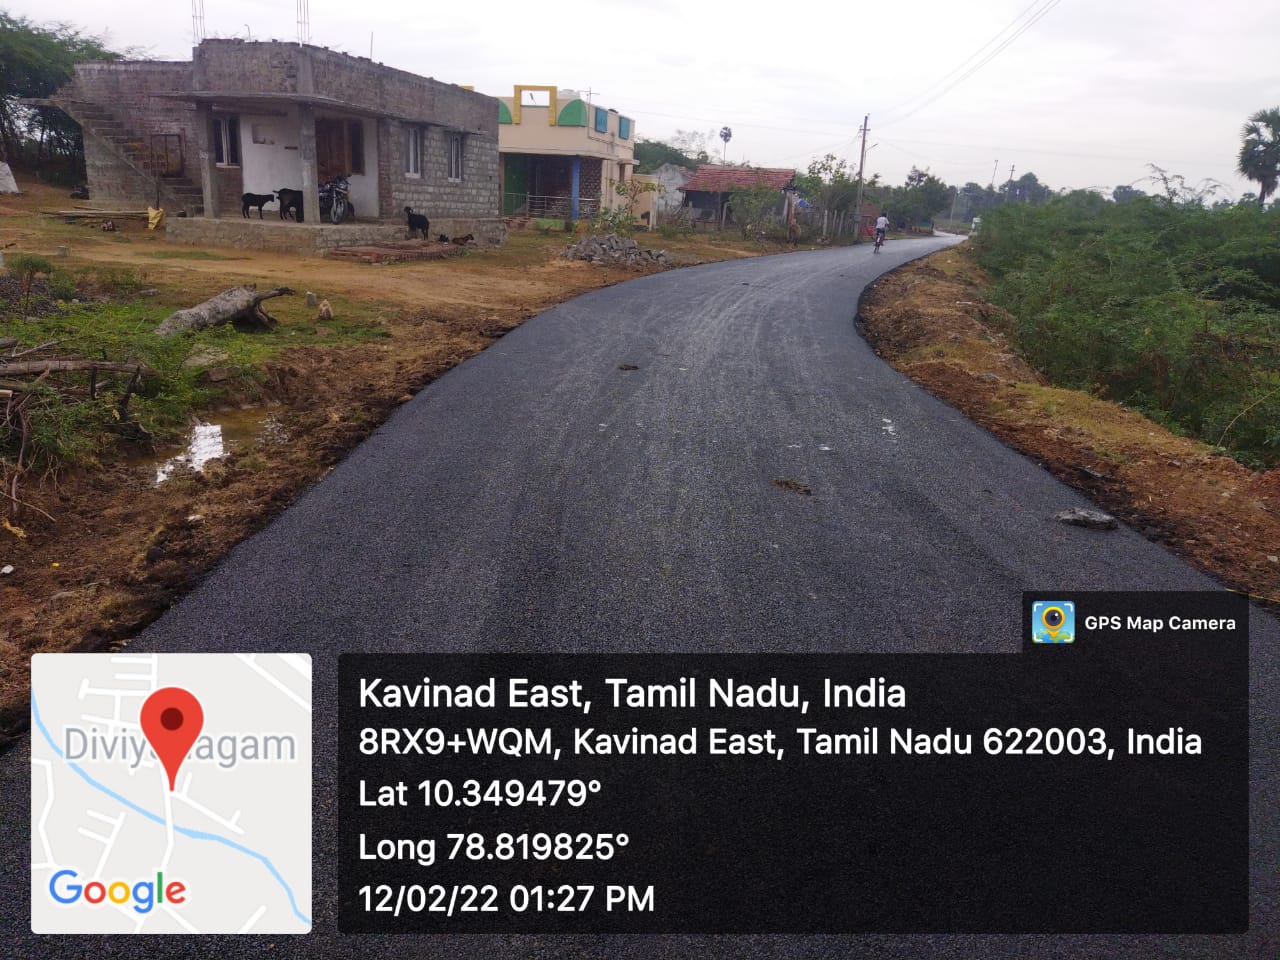 GPS Map Camera
Kavinad East, Tamil Nadu, India
8RX9+WQM, Kavinad East, Tamil Nadu 622003, India
Lat 10.349479°
Long 78.819825°
12/02/22 01:27 PM
Google